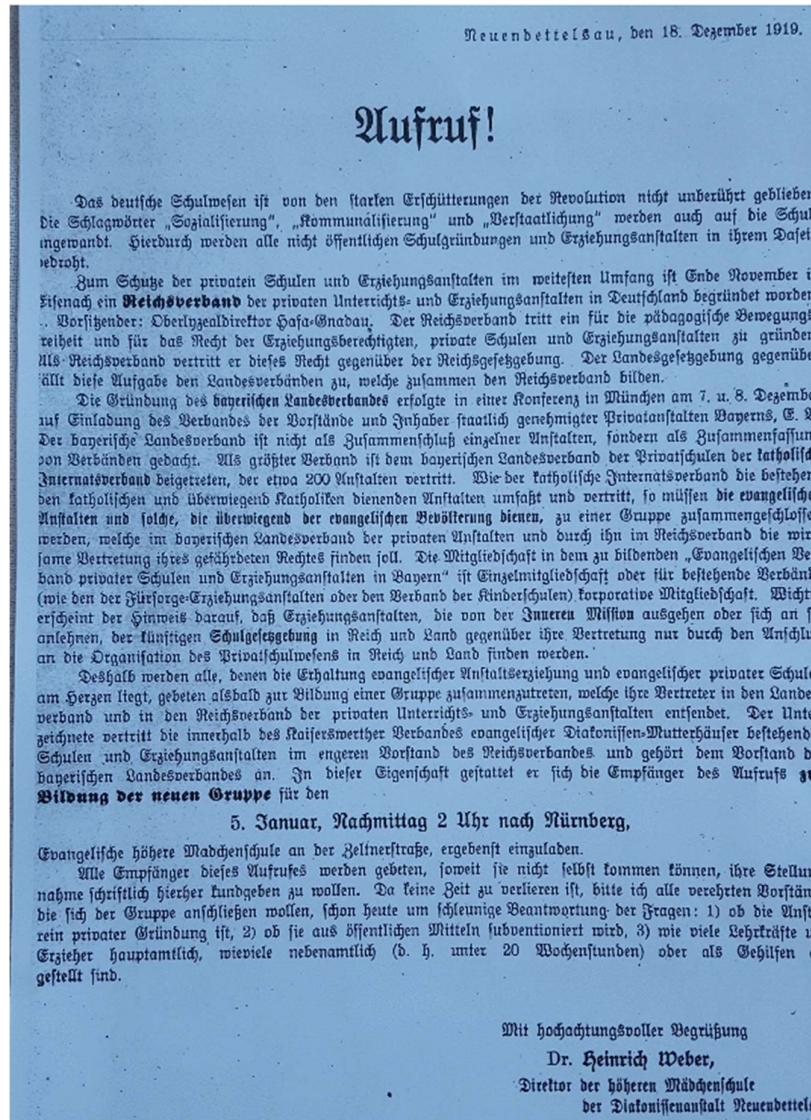 Neuendettelsau, den 18. Dezember 1919.
Aufruf!
Das deutsche Schulwesen ist von den starken Erschütterungen der Revolution nicht unberührt geblieben
Die Schlagwörter „Sozialisierung“, „Kommunalisierung“ und „Verstaatlichung“ werden auch auf die Schul
ngewandt. Hierdurch werden alle nicht öffentlichen Schulgründungen und Erziehungsanstalten in ihrem Dasei
edroht.
Zum Schutze der privaten Schulen und Erziehungsanstalten im weitesten Umfang ist Ende November i
Eisenach ein Reichsverband der privaten Unterrichts- und Erziehungsanstalten in Deutschland begründet worden
. Vorsitzender: Oberlyzealdirektor Hasa-Gnadau. Der Reichsverband tritt ein für die pädagogische Bewegungs
reiheit und für das Recht der Erziehungsberechtigten, private Schulen und Erziehungsanstalten zu gründen
Als Reichsverband vertritt er dieses Recht gegenüber der Reichsgesetzgebung. Der Landesgesetzgebung gegenübe
ällt diese Aufgabe den Landesverbänden zu, welche zusammen den Reichsverband bilden.
Die Gründung des bayerischen Landesverbandes erfolgte in einer Konferenz in München am 7. u. 8. Dezembe
auf Einladung des Verbandes der Vorstände und Inhaber staatlich genehmigter Privatanstalten Bayerns, E. V
Der bayerische Landesverband ist nicht als Zusammenschluß einzelner Anstalten, sondern als Zusammenfassun
von Verbänden gedacht. Als größter Verband ist dem bayerischen Landesverband der Privatschulen der katholisch
Internatsverband beigetreten, der etwa 200 Anstalten vertritt. Wie der katholische Internatsverband die bestehen
den katholischen und überwiegend Katholiken dienenden Anstalten umfaßt und vertritt, so müssen die evangelische
Anstalten und solche, die überwiegend der evangelischen Bevölkerung dienen, zu einer Gruppe zusammengeschlosse
werden, welche im bayerischen Landesverband der privaten Anstalten und durch ihn im Reichsverband die wir
same Vertretung ihres gefährdeten Rechtes finden soll. Die Mitgliedschaft in dem zu bildenden „Evangelischen Ver
band privater Schulen und Erziehungsanstalten in Bayern“ ist Einzelmitgliedschaft oder für bestehende Verbän
(wie den der Fürsorge-Erziehungsanstalten oder den Verband der Kinderschulen) korporative Mitgliedschaft. Wicht
erscheint der Hinweis darauf, daß Erziehungsanstalten, die von der Inneren Mission ausgehen oder sich an s
anlehnen, der künftigen Schulgesetzgebung in Reich und Land gegenüber ihre Vertretung nur durch den Anschlu
an die Organisation des Privatschulwesens in Reich und Land finden werden.
Deshalb werden alle, denen die Erhaltung evangelischer Anstaltserziehung und evangelischer privater Schule
am Herzen liegt, gebeten alsbald zur Bildung einer Gruppe zusammenzutreten, welche ihre Vertreter in den Lande
verband und in den Reichsverband der privaten Unterrichts- und Erziehungsanstalten entsendet. Der Unte
zeichnete vertritt die innerhalb des Kaiserswerther Verbandes evangelischer Diakonissen-Mutterhäuser bestehend
Schulen und Erziehungsanstalten im engeren Vorstand des Reichsverbandes und gehört dem Vorstand d
bayerischen Landesverbandes an. In dieser Eigenschaft gestattet er sich die Empfänger des Aufrufs zu
Bildung der neuen Gruppe für den
5. Januar, Nachmittag 2 Uhr nach Nürnberg,
Evangelische höhere Mädchenschule an der Zeltnerstraße, ergebenst einzuladen.
Alle Empfänger dieses Aufrufes werden gebeten, soweit sie nicht selbst kommen können, ihre Stellun
nahme schriftlich hierher kundgeben zu wollen. Da keine Zeit zu verlieren ist, bitte ich alle verehrten Vorstän
die sich der Gruppe anschließen wollen, schon heute um schleunige Beantwortung der Fragen: 1) ob die Anst
rein privater Gründung ist, 2) ob sie aus öffentlichen Mitteln subventioniert wird, 3) wie viele Lehrkräfte u
Erzieher hauptamtlich, wieviele nebenamtlich (d. h. unter 20 Wochenstunden) oder als Gehilfen
gestellt sind.
Mit hochachtungsvoller Begrüßung
Dr. Heinrich Weber,
Direktor der höheren Mädchenschule
der Diakonissenanstalt Neuendettels